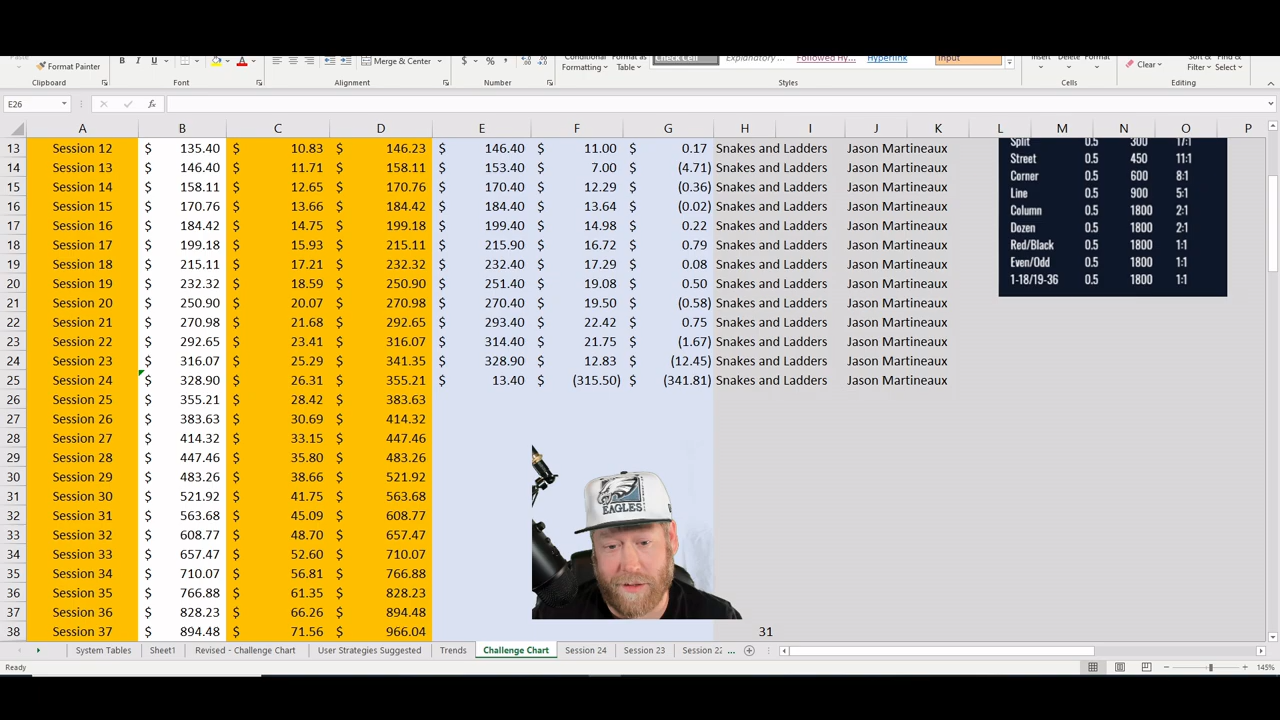 Format Painter
B I U A Merge & Center $ % , Formatting Table Check Cell Explanatory ... Followed Hy... Hyperlink Input Insert Delete Format Clear Filter Select
Clipboard Font Alignment Number Styles Cells Editing
E26 fx
A B C D E F G H I J K L M N O P
13 Session 12 $ 135.40 $ 10.83 $ 146.23 $ 146.40 $ 11.00 $ 0.17 Snakes and Ladders Jason Martineaux
14 Session 13 $ 146.40 $ 11.71 $ 158.11 $ 153.40 $ 7.00 $ (4.71) Snakes and Ladders Jason Martineaux
15 Session 14 $ 158.11 $ 12.65 $ 170.76 $ 170.40 $ 12.29 $ (0.36) Snakes and Ladders Jason Martineaux
16 Session 15 $ 170.76 $ 13.66 $ 184.42 $ 184.40 $ 13.64 $ (0.02) Snakes and Ladders Jason Martineaux
17 Session 16 $ 184.42 $ 14.75 $ 199.18 $ 199.40 $ 14.98 $ 0.22 Snakes and Ladders Jason Martineaux
18 Session 17 $ 199.18 $ 15.93 $ 215.11 $ 215.90 $ 16.72 $ 0.79 Snakes and Ladders Jason Martineaux
19 Session 18 $ 215.11 $ 17.21 $ 232.32 $ 232.40 $ 17.29 $ 0.08 Snakes and Ladders Jason Martineaux
20 Session 19 $ 232.32 $ 18.59 $ 250.90 $ 251.40 $ 19.08 $ 0.50 Snakes and Ladders Jason Martineaux
21 Session 20 $ 250.90 $ 20.07 $ 270.98 $ 270.40 $ 19.50 $ (0.58) Snakes and Ladders Jason Martineaux
22 Session 21 $ 270.98 $ 21.68 $ 292.65 $ 293.40 $ 22.42 $ 0.75 Snakes and Ladders Jason Martineaux
23 Session 22 $ 292.65 $ 23.41 $ 316.07 $ 314.40 $ 21.75 $ (1.67) Snakes and Ladders Jason Martineaux
24 Session 23 $ 316.07 $ 25.29 $ 341.35 $ 328.90 $ 12.83 $ (12.45) Snakes and Ladders Jason Martineaux
25 Session 24 $ 328.90 $ 26.31 $ 355.21 $ 13.40 $ (315.50) $ (341.81) Snakes and Ladders Jason Martineaux
26 Session 25 $ 355.21 $ 28.42 $ 383.63
27 Session 26 $ 383.63 $ 30.69 $ 414.32
28 Session 27 $ 414.32 $ 33.15 $ 447.46
29 Session 28 $ 447.46 $ 35.80 $ 483.26
30 Session 29 $ 483.26 $ 38.66 $ 521.92
31 Session 30 $ 521.92 $ 41.75 $ 563.68
32 Session 31 $ 563.68 $ 45.09 $ 608.77
33 Session 32 $ 608.77 $ 48.70 $ 657.47
34 Session 33 $ 657.47 $ 52.60 $ 710.07
35 Session 34 $ 710.07 $ 56.81 $ 766.88
36 Session 35 $ 766.88 $ 61.35 $ 828.23
37 Session 36 $ 828.23 $ 66.26 $ 894.48
38 Session 37 $ 894.48 $ 71.56 $ 966.04 31
Split 0.5 300 17:1
Street 0.5 450 11:1
Corner 0.5 600 8:1
Line 0.5 900 5:1
Column 0.5 1800 2:1
Dozen 0.5 1800 2:1
Red/Black 0.5 1800 1:1
Even/Odd 0.5 1800 1:1
1-18/19-36 0.5 1800 1:1
EAGLES
System Tables Sheet1 Revised - Challenge Chart User Strategies Suggested Trends Challenge Chart Session 24 Session 23 Session 22 ...
Ready 145%